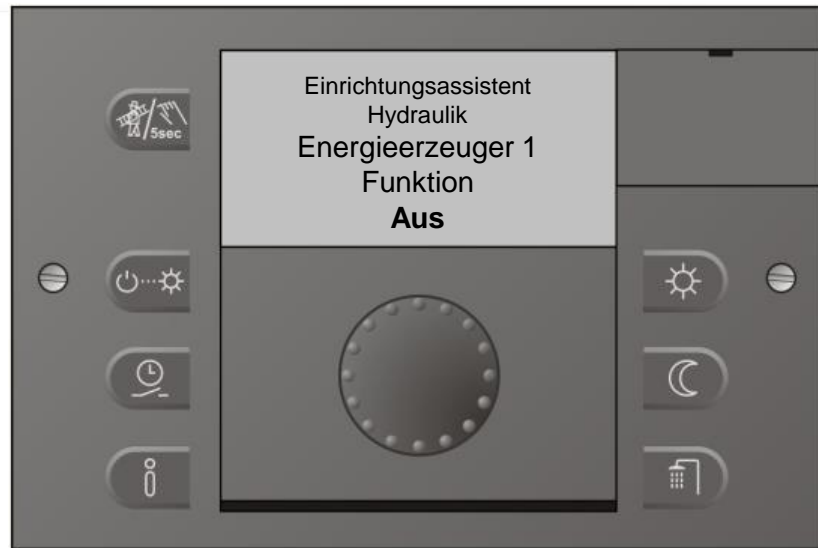 Einrichtungsassistent
Hydraulik
Energieerzeuger 1
Funktion
Aus
5sec